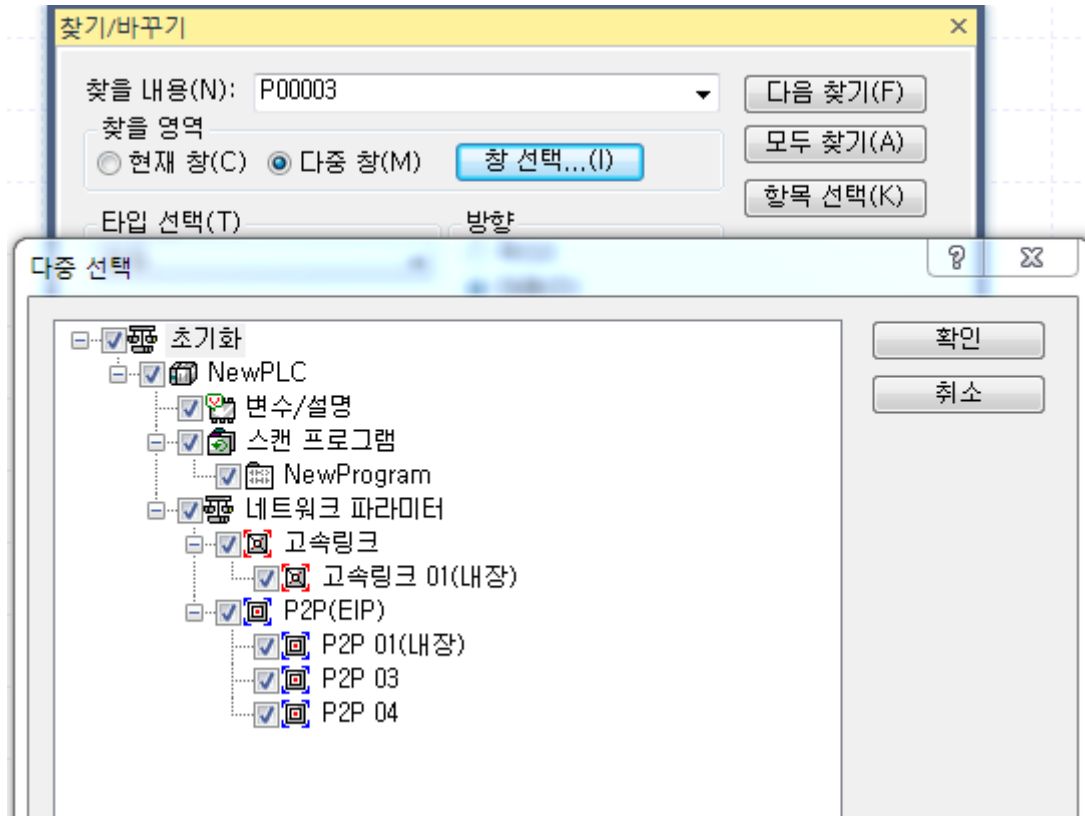 찾기/바꾸기
찾을 내용(N): P00003 다음 찾기(F)
찾을 영역 모두 찾기(A)
현재 창(C) 다중 창(M) 창 선택...(I)
항목 선택(K)
타입 선택(T) 방향
다중 선택
초기화 확인
NewPLC 취소
변수/설명
스캔 프로그램
NewProgram
네트워크 파라미터
고속링크
고속링크 01(내장)
P2P(EIP)
P2P 01(내장)
P2P 03
P2P 04